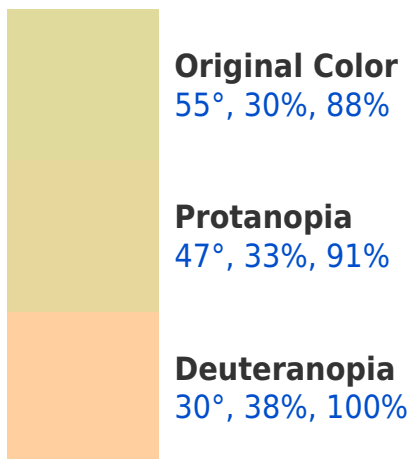 Original Color
55°, 30%, 88%
Protanopia
47°, 33%, 91%
Deuteranopia
30°, 38%, 100%